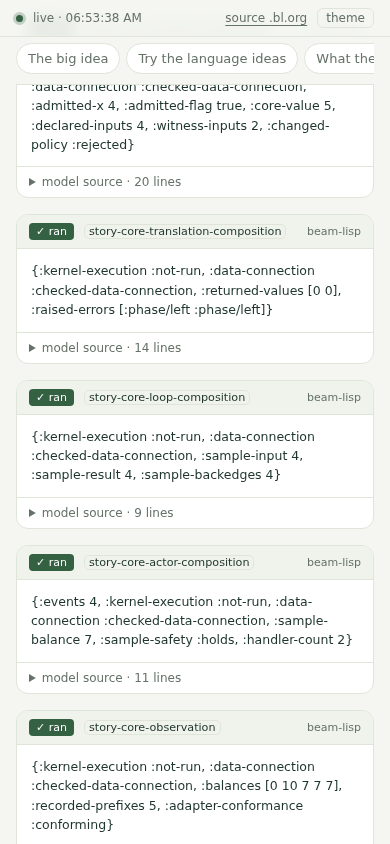 live · 06:53:38 AM
source .bl.org
theme
The big idea
Try the language ideas
What the
:data-connection :checked-data-connection,
:admitted-x 4, :admitted-flag true, :core-value 5,
:declared-inputs 4, :witness-inputs 2, :changed-
policy :rejected}
▶ model source · 20 lines
✓ ran
story-core-translation-composition
beam-lisp
{:kernel-execution :not-run, :data-connection
:checked-data-connection, :returned-values [0 0],
:raised-errors [:phase/left :phase/left]}
▶ model source · 14 lines
✓ ran
story-core-loop-composition
beam-lisp
{:kernel-execution :not-run, :data-connection
:checked-data-connection, :sample-input 4,
:sample-result 4, :sample-backedges 4}
▶ model source · 9 lines
✓ ran
story-core-actor-composition
beam-lisp
{:events 4, :kernel-execution :not-run, :data-
connection :checked-data-connection, :sample-
balance 7, :sample-safety :holds, :handler-count 2}
▶ model source · 11 lines
✓ ran
story-core-observation
beam-lisp
{:kernel-execution :not-run, :data-connection
:checked-data-connection, :balances [0 10 7 7 7],
:recorded-prefixes 5, :adapter-conformance
:conforming}